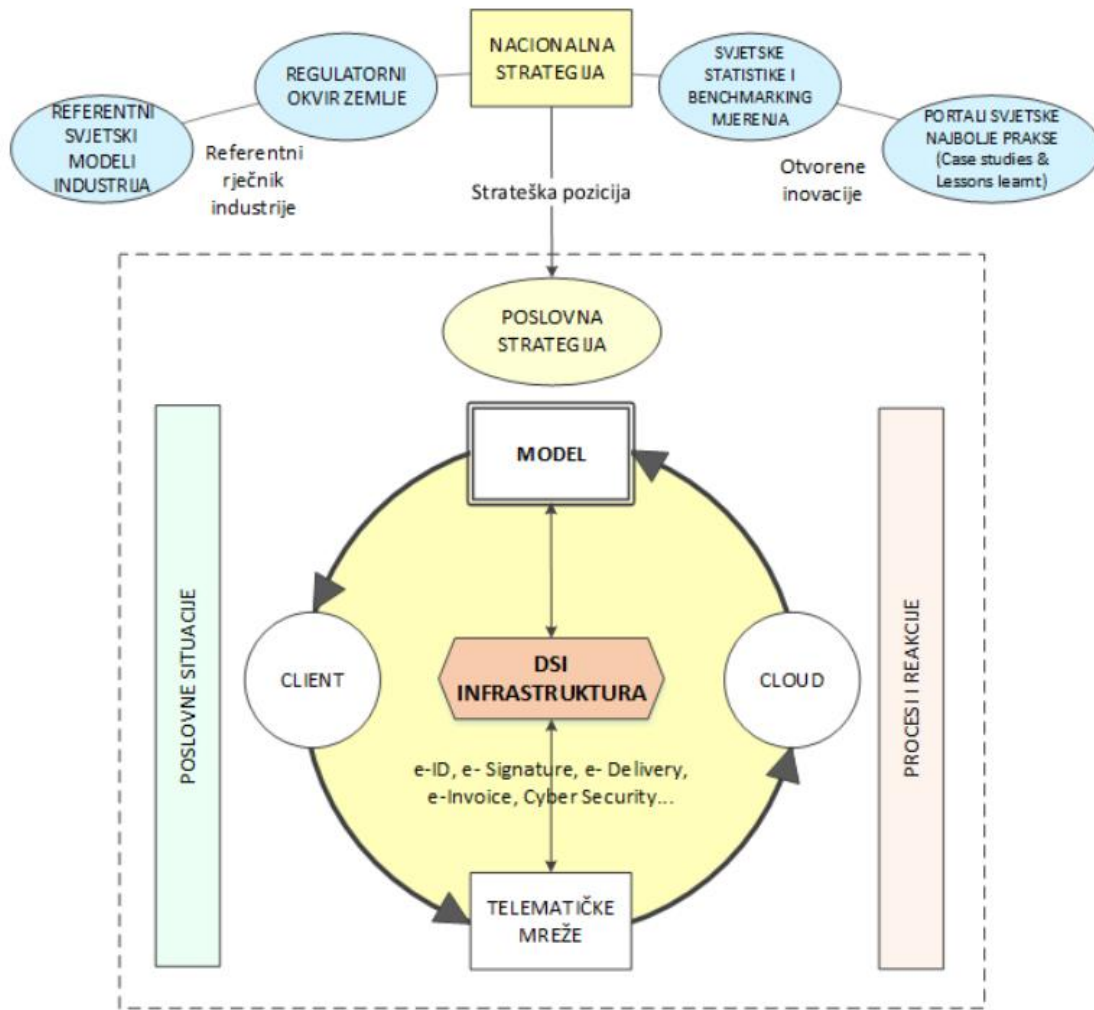 NACIONALNA
STRATEGIJA
REGULATORNI
OKVIR ZEMLJE
SVJETSKE
STATISTIKE I
BENCHMARKING
MJERENJA
REFERENTNI
SVJETSKI
MODELI
INDUSTRIJA
Referentni
rječnik
industrije
Strateška pozicija
Otvorene
inovacije
PORTALI SVJETSKE
NAJBOLJE PRAKSE
(Case studies &
Lessons learnt)
POSLOVNA
STRATEGIJA
MODEL
POSLOVNE SITUACIJE
CLIENT
DSI
INFRASTRUKTURA
CLOUD
PROCESI I REAKCIJE
e-ID, e- Signature, e- Delivery,
e-Invoice, Cyber Security...
TELEMATIČKE
MREŽE